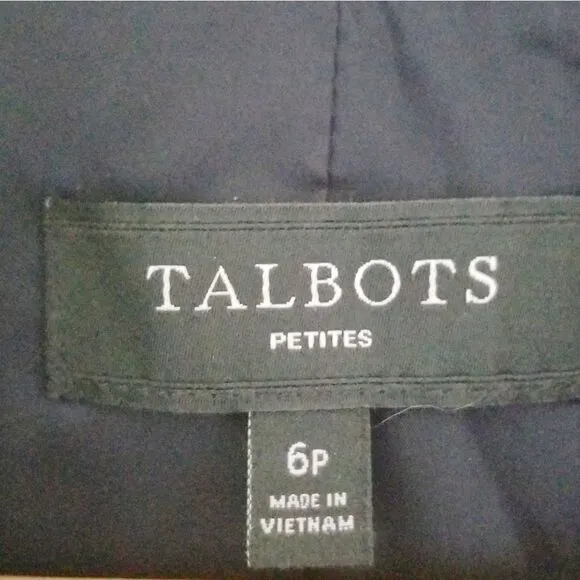 TALBOTS
PETITES
6P
MADE IN
VIETNAM